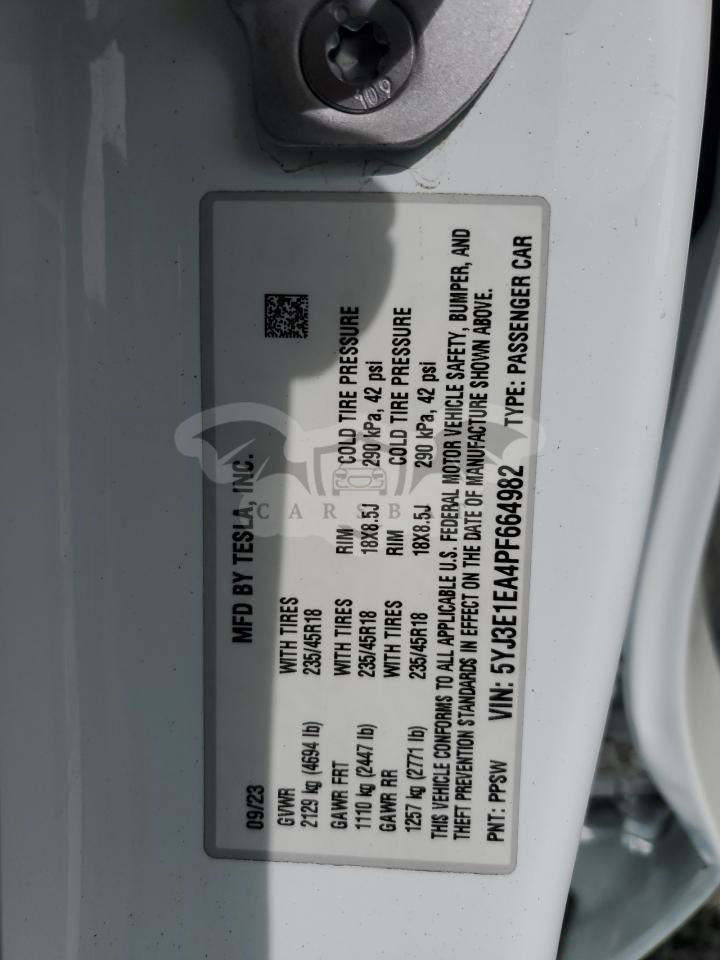 109
09/23 MFD BY TESLA, INC.
GVWR WITH TIRES
2129 kg (4694 lb) 235/45R18
GAWR FRT WITH TIRES RIM COLD TIRE PRESSURE
1110 kg (2447 lb) 235/45R18 18X8.5J 290 kPa, 42 psi
GAWR RR WITH TIRES RIM COLD TIRE PRESSURE
1257 kg (2771 lb) 235/45R18 18X8.5J 290 kPa, 42 psi
THIS VEHICLE CONFORMS TO ALL APPLICABLE U.S. FEDERAL MOTOR VEHICLE SAFETY, BUMPER, AND
THEFT PREVENTION STANDARDS IN EFFECT ON THE DATE OF MANUFACTURE SHOWN ABOVE.
PNT: PPSW VIN: 5YJ3E1EA4PF664982 TYPE: PASSENGER CAR